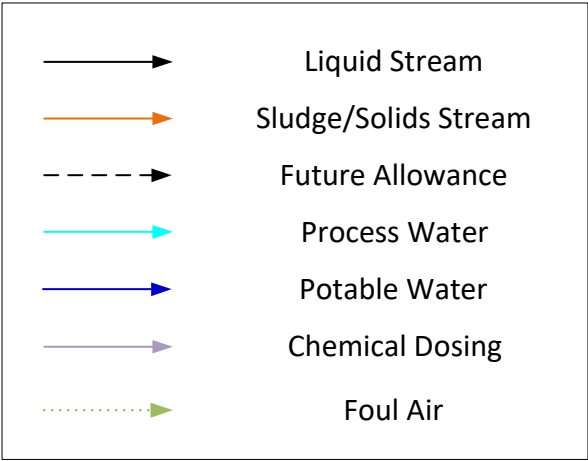 Liquid Stream
Sludge/Solids Stream
Future Allowance
Process Water
Potable Water
Chemical Dosing
Foul Air